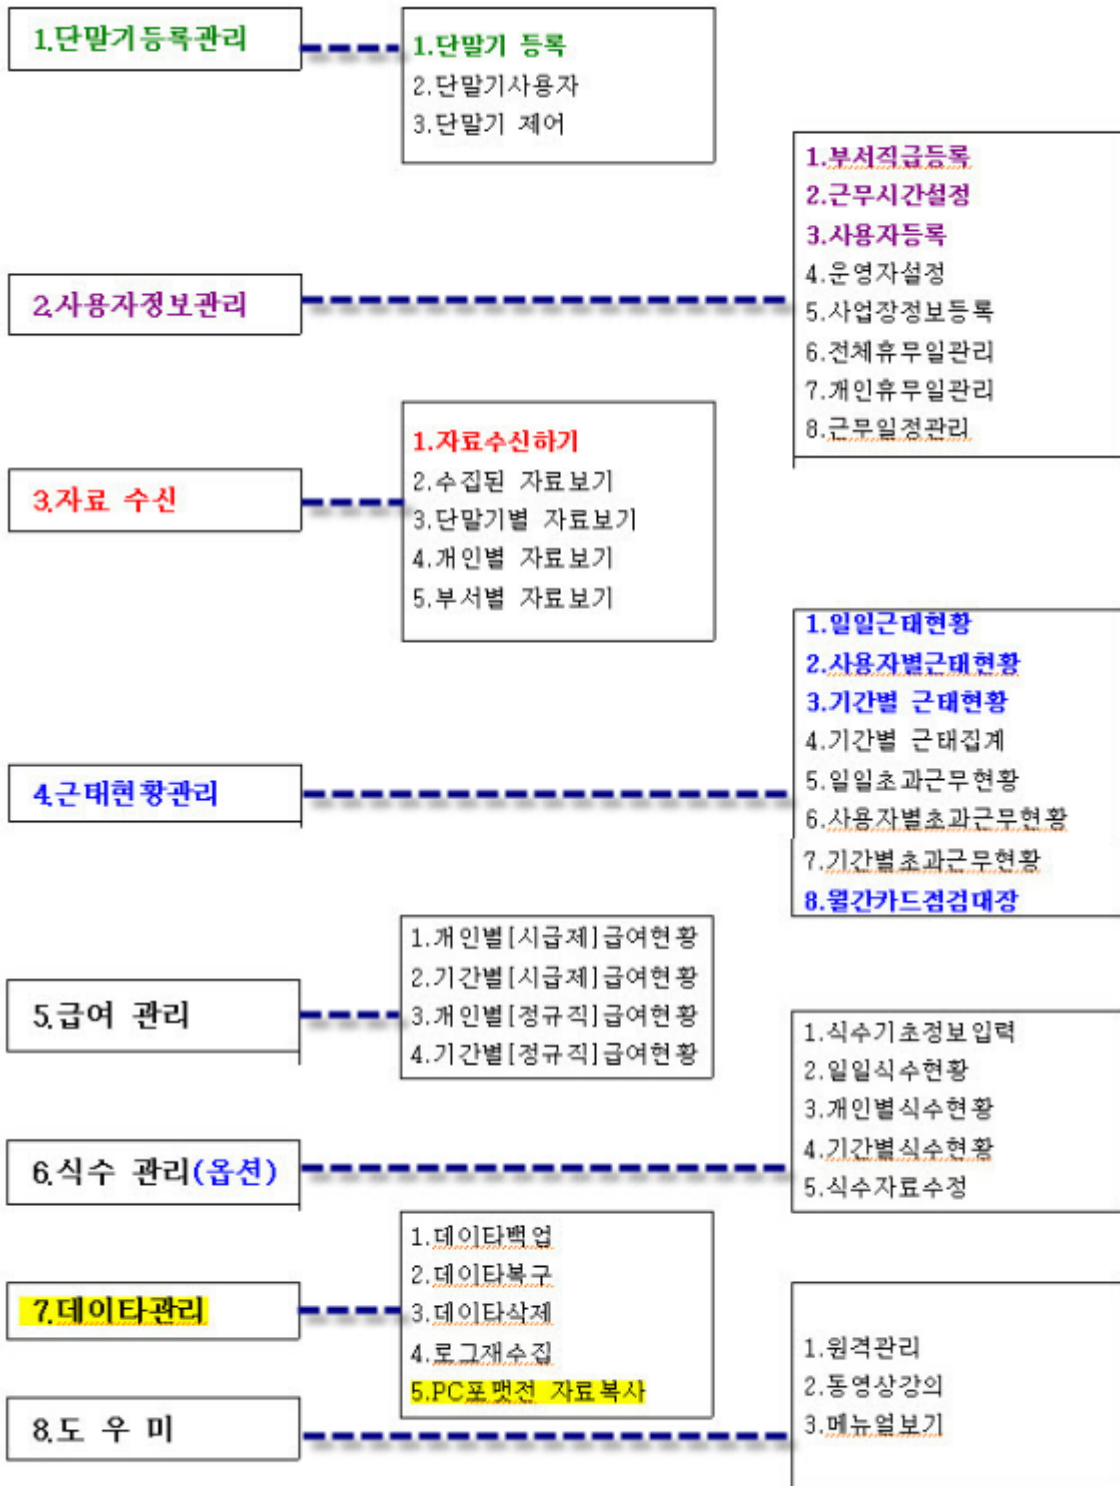 1.단말기등록관리
1.단말기 등록
2.단말기사용자
3.단말기 제어
2.사용자정보관리
1.부서직급등록
2.근무시간설정
3.사용자등록
4.운영자설정
5.사업장정보등록
6.전체휴무일관리
7.개인휴무일관리
8.근무일정관리
3.자료 수신
1.자료수신하기
2.수집된 자료보기
3.단말기별 자료보기
4.개인별 자료보기
5.부서별 자료보기
4.근태현황관리
1.일일근태현황
2.사용자별근태현황
3.기간별 근태현황
4.기간별 근태집계
5.일일초과근무현황
6.사용자별초과근무현황
7.기간별초과근무현황
8.월간카드점검대장
5.급여 관리
1.개인별[시급제]급여현황
2.기간별[시급제]급여현황
3.개인별[정규직]급여현황
4.기간별[정규직]급여현황
6.식수 관리(옵션)
1.식수기초정보입력
2.일일식수현황
3.개인별식수현황
4.기간별식수현황
5.식수자료수정
7.데이타관리
1.데이타백업
2.데이타복구
3.데이타삭제
4.로그재수집
5.PC포맷전 자료복사
8.도 우 미
1.원격관리
2.동영상강의
3.메뉴얼보기